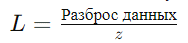 L = Разброс данных / z